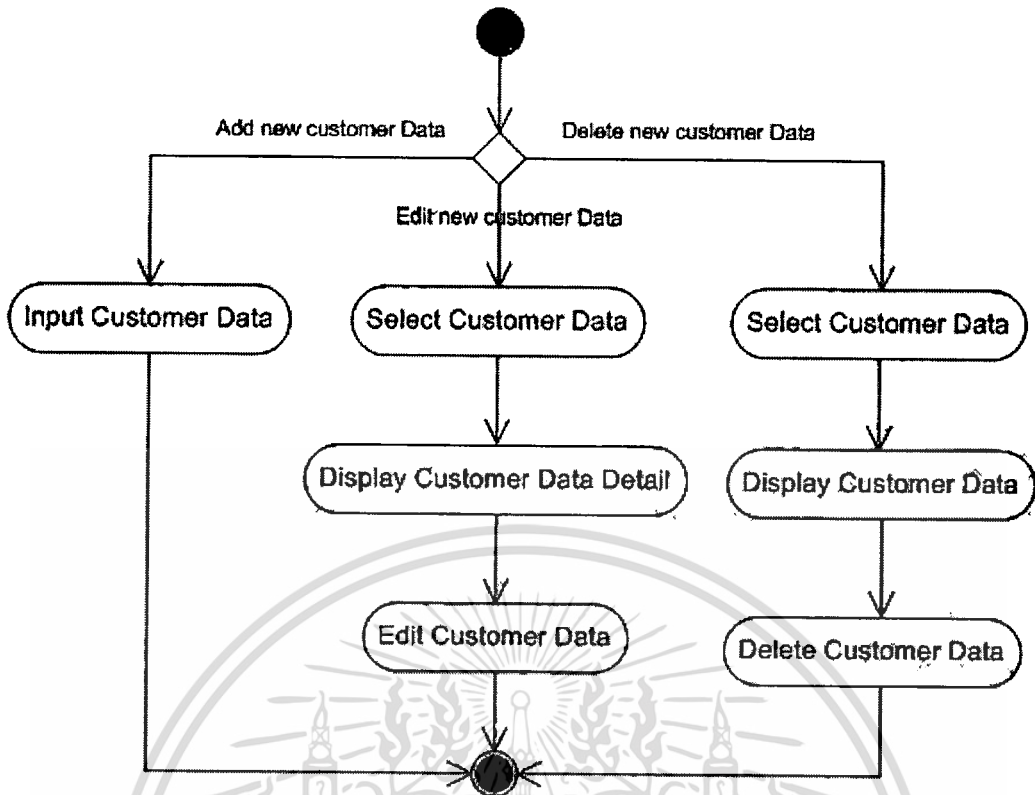 Add new customer Data
Delete new customer Data
Edit new customer Data
Input Customer Data
Select Customer Data
Select Customer Data
Display Customer Data Detail
Display Customer Data
Edit Customer Data
Delete Customer Data